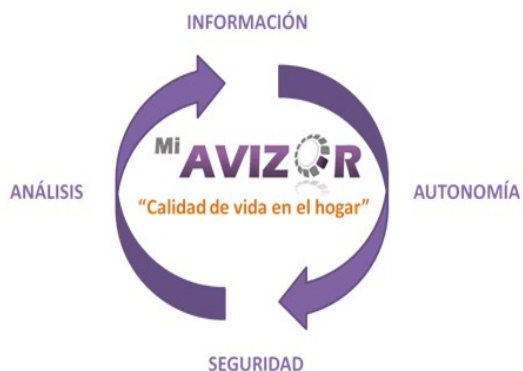 INFORMACIÓN
Mi AVIZOR
ANÁLISIS
AUTONOMÍA
“Calidad de vida en el hogar”
SEGURIDAD